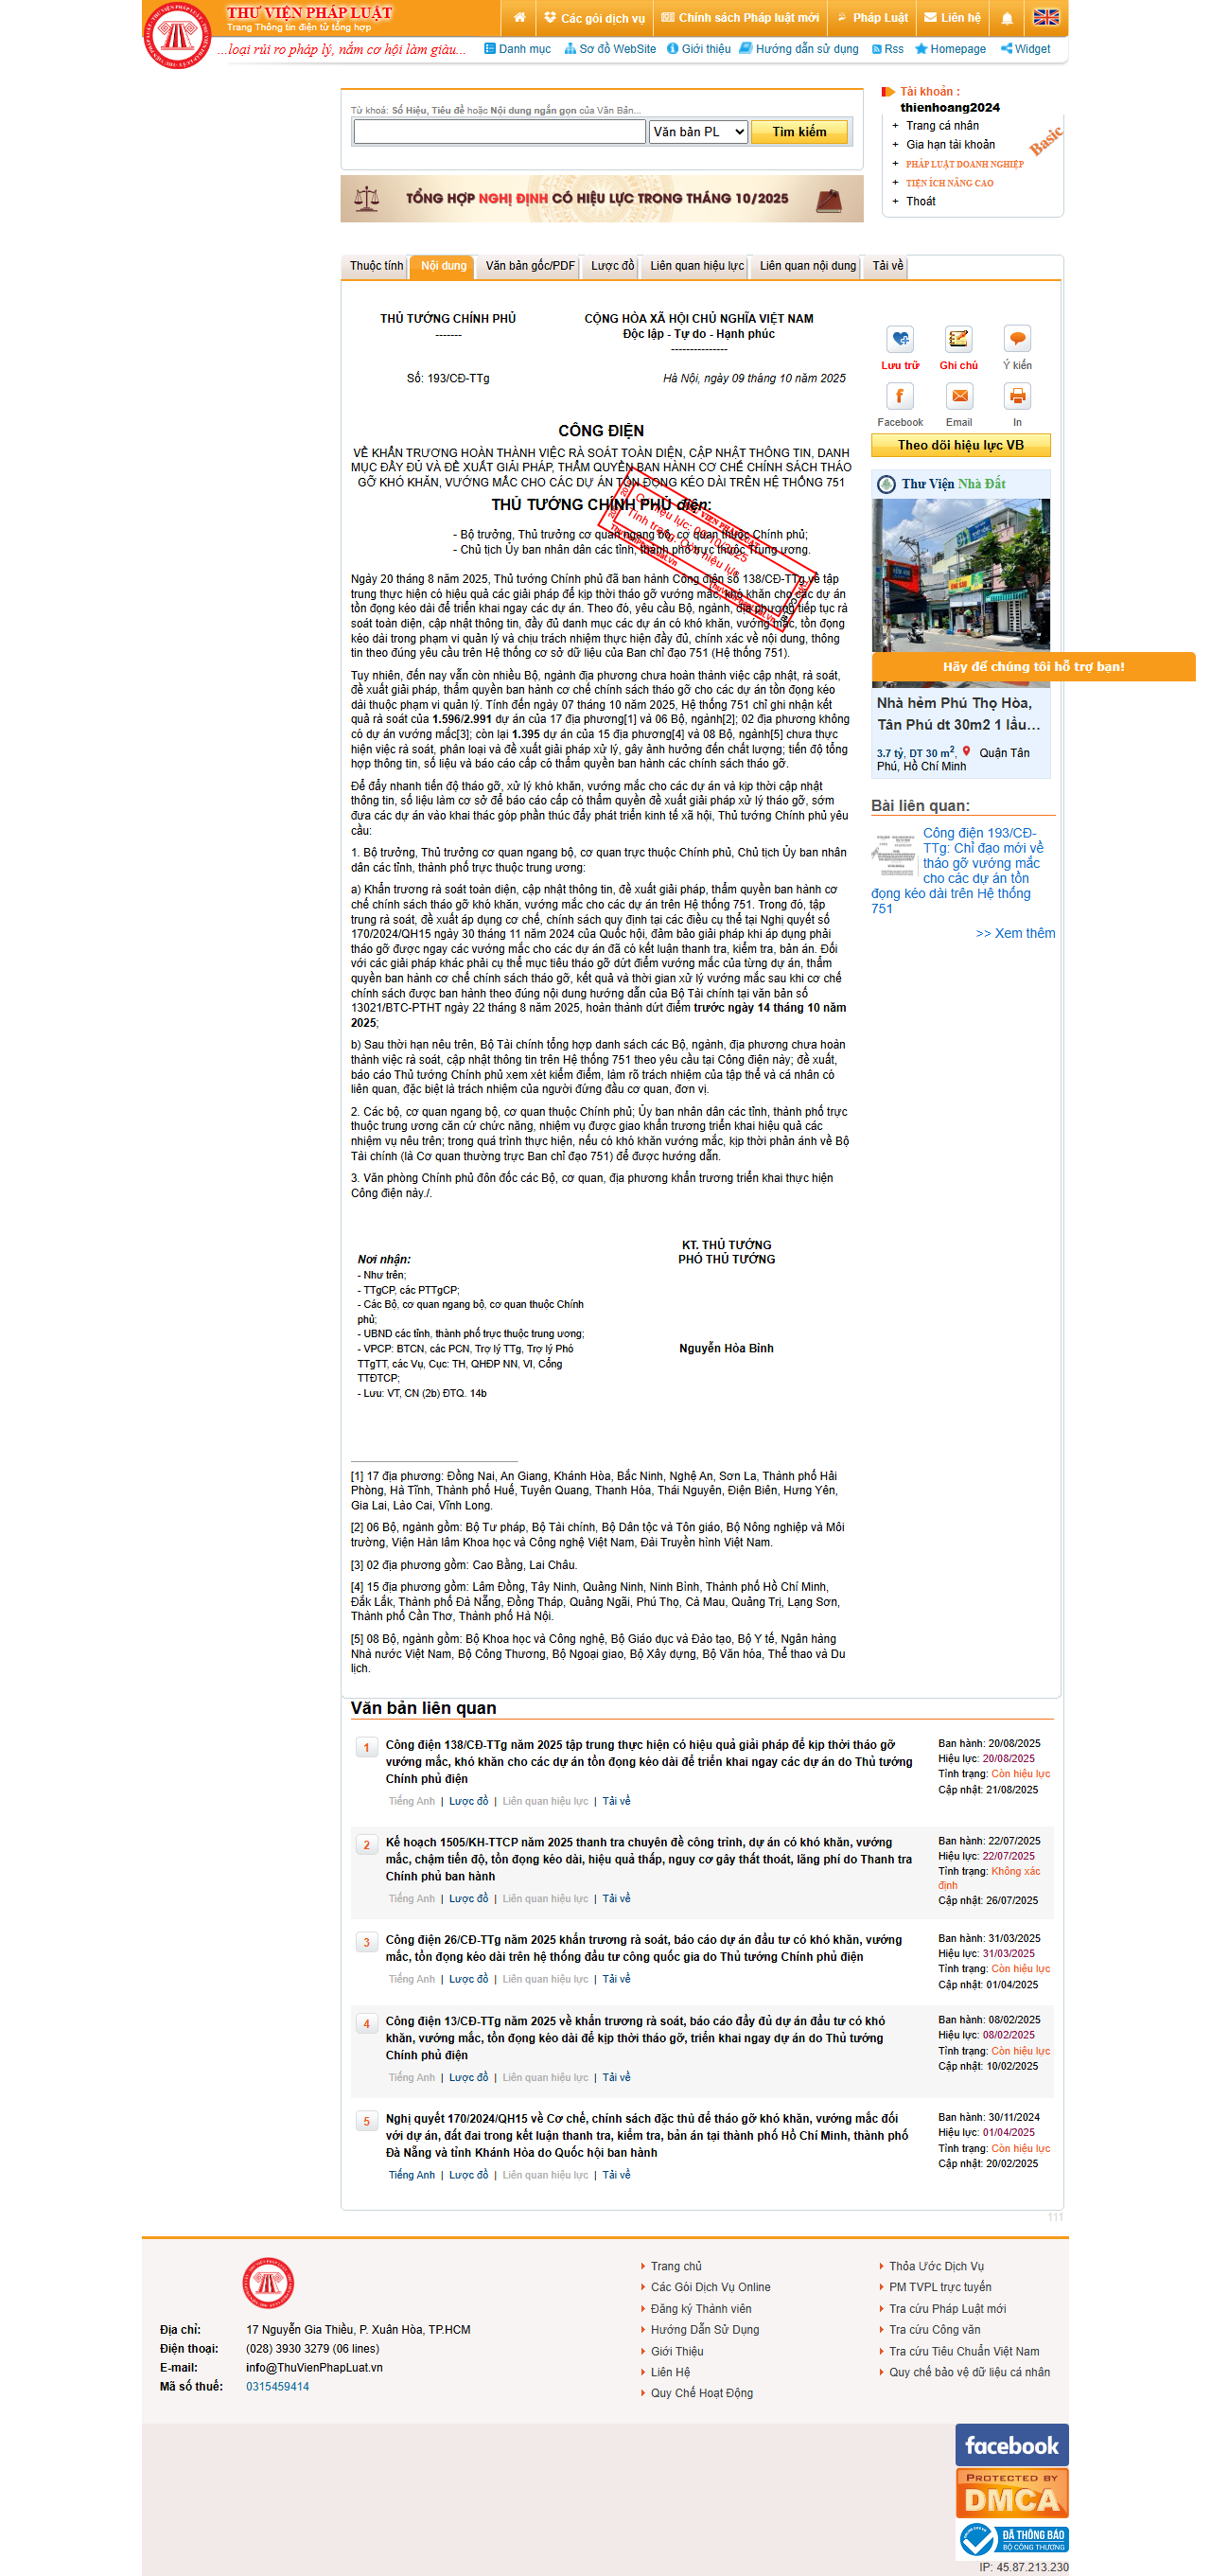 THƯ VIỆN PHÁP LUẬT
Trang Thông tin điện tử tổng hợp
Các gói dịch vụ
Chính sách Pháp luật mới
Pháp Luật
Liên hệ
...loại rủi ro pháp lý, nắm cơ hội làm giàu...
Danh mục
Sơ đồ WebSite
Giới thiệu
Hướng dẫn sử dụng
Rss
Homepage
Widget
Từ khoá: Số Hiệu, Tiêu đề hoặc Nội dung ngắn gọn của Văn Bản...
Văn bản PL
Tìm kiếm
TỔNG HỢP NGHỊ ĐỊNH CÓ HIỆU LỰC TRONG THÁNG 10/2025
Tài khoản :
thienhoang2024
+ Trang cá nhân
+ Gia hạn tài khoản
+ PHÁP LUẬT DOANH NGHIỆP
+ TIỆN ÍCH NÂNG CAO
+ Thoát
Basic
Thuộc tính
Nội dung
Văn bản gốc/PDF
Lược đồ
Liên quan hiệu lực
Liên quan nội dung
Tải về
THỦ TƯỚNG CHÍNH PHỦ
-------
CỘNG HÒA XÃ HỘI CHỦ NGHĨA VIỆT NAM
Độc lập - Tự do - Hạnh phúc
---------------
Số: 193/CĐ-TTg
Hà Nội, ngày 09 tháng 10 năm 2025
CÔNG ĐIỆN
VỀ KHẨN TRƯƠNG HOÀN THÀNH VIỆC RÀ SOÁT TOÀN DIỆN, CẬP NHẬT THÔNG TIN, DANH
MỤC ĐẦY ĐỦ VÀ ĐỀ XUẤT GIẢI PHÁP, THẨM QUYỀN BAN HÀNH CƠ CHẾ CHÍNH SÁCH THÁO
GỠ KHÓ KHĂN, VƯỚNG MẮC CHO CÁC DỰ ÁN TỒN ĐỌNG KÉO DÀI TRÊN HỆ THỐNG 751
THỦ TƯỚNG CHÍNH PHỦ điện:
- Bộ trưởng, Thủ trưởng cơ quan ngang bộ, cơ quan thuộc Chính phủ;
- Chủ tịch Ủy ban nhân dân các tỉnh, thành phố trực thuộc Trung ương.
Ngày 20 tháng 8 năm 2025, Thủ tướng Chính phủ đã ban hành Công điện số 138/CĐ-TTg về tập
trung thực hiện có hiệu quả các giải pháp để kịp thời tháo gỡ vướng mắc, khó khăn cho các dự án
tồn đọng kéo dài để triển khai ngay các dự án. Theo đó, yêu cầu Bộ, ngành, địa phương tiếp tục rà
soát toàn diện, cập nhật thông tin, đầy đủ danh mục các dự án có khó khăn, vướng mắc, tồn đọng
kéo dài trong phạm vi quản lý và chịu trách nhiệm thực hiện đầy đủ, chính xác về nội dung, thông
tin theo đúng yêu cầu trên Hệ thống cơ sở dữ liệu của Ban chỉ đạo 751 (Hệ thống 751).
Tuy nhiên, đến nay vẫn còn nhiều Bộ, ngành địa phương chưa hoàn thành việc cập nhật, rà soát,
đề xuất giải pháp, thẩm quyền ban hành cơ chế chính sách tháo gỡ cho các dự án tồn đọng kéo
dài thuộc phạm vi quản lý. Tính đến ngày 07 tháng 10 năm 2025, Hệ thống 751 chỉ ghi nhận kết
quả rà soát của 1.596/2.991 dự án của 17 địa phương[1] và 06 Bộ, ngành[2]; 02 địa phương không
có dự án vướng mắc[3]; còn lại 1.395 dự án của 15 địa phương[4] và 08 Bộ, ngành[5] chưa thực
hiện việc rà soát, phân loại và đề xuất giải pháp xử lý, gây ảnh hưởng đến chất lượng; tiến độ tổng
hợp thông tin, số liệu và báo cáo cấp có thẩm quyền ban hành các chính sách tháo gỡ.
Để đẩy nhanh tiến độ tháo gỡ, xử lý khó khăn, vướng mắc cho các dự án và kịp thời cập nhật
thông tin, số liệu làm cơ sở để báo cáo cấp có thẩm quyền đề xuất giải pháp xử lý tháo gỡ, sớm
đưa các dự án vào khai thác góp phần thúc đẩy phát triển kinh tế xã hội, Thủ tướng Chính phủ yêu
cầu:
1. Bộ trưởng, Thủ trưởng cơ quan ngang bộ, cơ quan trực thuộc Chính phủ, Chủ tịch Ủy ban nhân
dân các tỉnh, thành phố trực thuộc trung ương:
a) Khẩn trương rà soát toàn diện, cập nhật thông tin, đề xuất giải pháp, thẩm quyền ban hành cơ
chế chính sách tháo gỡ khó khăn, vướng mắc cho các dự án trên Hệ thống 751. Trong đó, tập
trung rà soát, đề xuất áp dụng cơ chế, chính sách quy định tại các điều cụ thể tại Nghị quyết số
170/2024/QH15 ngày 30 tháng 11 năm 2024 của Quốc hội, đảm bảo giải pháp khi áp dụng phải
tháo gỡ được ngay các vướng mắc cho các dự án đã có kết luận thanh tra, kiểm tra, bản án. Đối
với các giải pháp khác phải cụ thể mục tiêu tháo gỡ dứt điểm vướng mắc của từng dự án, thẩm
quyền ban hành cơ chế chính sách tháo gỡ, kết quả và thời gian xử lý vướng mắc sau khi cơ chế
chính sách được ban hành theo đúng nội dung hướng dẫn của Bộ Tài chính tại văn bản số
13021/BTC-PTHT ngày 22 tháng 8 năm 2025, hoàn thành dứt điểm trước ngày 14 tháng 10 năm
2025;
b) Sau thời hạn nêu trên, Bộ Tài chính tổng hợp danh sách các Bộ, ngành, địa phương chưa hoàn
thành việc rà soát, cập nhật thông tin trên Hệ thống 751 theo yêu cầu tại Công điện này; đề xuất,
báo cáo Thủ tướng Chính phủ xem xét kiểm điểm, làm rõ trách nhiệm của tập thể và cá nhân có
liên quan, đặc biệt là trách nhiệm của người đứng đầu cơ quan, đơn vị.
2. Các bộ, cơ quan ngang bộ, cơ quan thuộc Chính phủ; Ủy ban nhân dân các tỉnh, thành phố trực
thuộc trung ương căn cứ chức năng, nhiệm vụ được giao khẩn trương triển khai hiệu quả các
nhiệm vụ nêu trên; trong quá trình thực hiện, nếu có khó khăn vướng mắc, kịp thời phản ánh về Bộ
Tài chính (là Cơ quan thường trực Ban chỉ đạo 751) để được hướng dẫn.
3. Văn phòng Chính phủ đôn đốc các Bộ, cơ quan, địa phương khẩn trương triển khai thực hiện
Công điện này./.
Nơi nhận:
- Như trên;
- TTgCP, các PTTgCP;
- Các Bộ, cơ quan ngang bộ, cơ quan thuộc Chính
phủ;
- UBND các tỉnh, thành phố trực thuộc trung ương;
- VPCP: BTCN, các PCN, Trợ lý TTg, Trợ lý Phó
TTgTT, các Vụ, Cục: TH, QHĐP NN, VI, Cổng
TTĐTCP;
- Lưu: VT, CN (2b) ĐTQ. 14b
KT. THỦ TƯỚNG
PHÓ THỦ TƯỚNG
Nguyễn Hòa Bình
[1] 17 địa phương: Đồng Nai, An Giang, Khánh Hòa, Bắc Ninh, Nghệ An, Sơn La, Thành phố Hải
Phòng, Hà Tĩnh, Thành phố Huế, Tuyên Quang, Thanh Hóa, Thái Nguyên, Điện Biên, Hưng Yên,
Gia Lai, Lào Cai, Vĩnh Long.
[2] 06 Bộ, ngành gồm: Bộ Tư pháp, Bộ Tài chính, Bộ Dân tộc và Tôn giáo, Bộ Nông nghiệp và Môi
trường, Viện Hàn lâm Khoa học và Công nghệ Việt Nam, Đài Truyền hình Việt Nam.
[3] 02 địa phương gồm: Cao Bằng, Lai Châu.
[4] 15 địa phương gồm: Lâm Đồng, Tây Ninh, Quảng Ninh, Ninh Bình, Thành phố Hồ Chí Minh,
Đắk Lắk, Thành phố Đà Nẵng, Đồng Tháp, Quảng Ngãi, Phú Thọ, Cà Mau, Quảng Trị, Lạng Sơn,
Thành phố Cần Thơ, Thành phố Hà Nội.
[5] 08 Bộ, ngành gồm: Bộ Khoa học và Công nghệ, Bộ Giáo dục và Đào tạo, Bộ Y tế, Ngân hàng
Nhà nước Việt Nam, Bộ Công Thương, Bộ Ngoại giao, Bộ Xây dựng, Bộ Văn hóa, Thể thao và Du
lịch.
Lưu trữ
Ghi chú
Ý kiến
Facebook
Email
In
Theo dõi hiệu lực VB
Thư Viện Nhà Đất
Hãy để chúng tôi hỗ trợ bạn!
Nhà hẻm Phú Thọ Hòa,
Tân Phú dt 30m2 1 lầu...
3.7 tỷ, DT 30 m2, Quận Tân
Phú, Hồ Chí Minh
Bài liên quan:
Công điện 193/CĐ-
TTg: Chỉ đạo mới về
tháo gỡ vướng mắc
cho các dự án tồn
đọng kéo dài trên Hệ thống
751
>> Xem thêm
Văn bản liên quan
1
Công điện 138/CĐ-TTg năm 2025 tập trung thực hiện có hiệu quả giải pháp để kịp thời tháo gỡ
vướng mắc, khó khăn cho các dự án tồn đọng kéo dài để triển khai ngay các dự án do Thủ tướng
Chính phủ điện
Tiếng Anh | Lược đồ | Liên quan hiệu lực | Tải về
Ban hành: 20/08/2025
Hiệu lực: 20/08/2025
Tình trạng: Còn hiệu lực
Cập nhật: 21/08/2025
2
Kế hoạch 1505/KH-TTCP năm 2025 thanh tra chuyên đề công trình, dự án có khó khăn, vướng
mắc, chậm tiến độ, tồn đọng kéo dài, hiệu quả thấp, nguy cơ gây thất thoát, lãng phí do Thanh tra
Chính phủ ban hành
Tiếng Anh | Lược đồ | Liên quan hiệu lực | Tải về
Ban hành: 22/07/2025
Hiệu lực: 22/07/2025
Tình trạng: Không xác
định
Cập nhật: 26/07/2025
3
Công điện 26/CĐ-TTg năm 2025 khẩn trương rà soát, báo cáo dự án đầu tư có khó khăn, vướng
mắc, tồn đọng kéo dài trên hệ thống đầu tư công quốc gia do Thủ tướng Chính phủ điện
Tiếng Anh | Lược đồ | Liên quan hiệu lực | Tải về
Ban hành: 31/03/2025
Hiệu lực: 31/03/2025
Tình trạng: Còn hiệu lực
Cập nhật: 01/04/2025
4
Công điện 13/CĐ-TTg năm 2025 về khẩn trương rà soát, báo cáo đầy đủ dự án đầu tư có khó
khăn, vướng mắc, tồn đọng kéo dài để kịp thời tháo gỡ, triển khai ngay dự án do Thủ tướng
Chính phủ điện
Tiếng Anh | Lược đồ | Liên quan hiệu lực | Tải về
Ban hành: 08/02/2025
Hiệu lực: 08/02/2025
Tình trạng: Còn hiệu lực
Cập nhật: 10/02/2025
5
Nghị quyết 170/2024/QH15 về Cơ chế, chính sách đặc thù để tháo gỡ khó khăn, vướng mắc đối
với dự án, đất đai trong kết luận thanh tra, kiểm tra, bản án tại thành phố Hồ Chí Minh, thành phố
Đà Nẵng và tỉnh Khánh Hòa do Quốc hội ban hành
Tiếng Anh | Lược đồ | Liên quan hiệu lực | Tải về
Ban hành: 30/11/2024
Hiệu lực: 01/04/2025
Tình trạng: Còn hiệu lực
Cập nhật: 20/02/2025
111
Địa chỉ: 17 Nguyễn Gia Thiều, P. Xuân Hòa, TP.HCM
Điện thoại: (028) 3930 3279 (06 lines)
E-mail: info@ThuVienPhapLuat.vn
Mã số thuế: 0315459414
Trang chủ
Các Gói Dịch Vụ Online
Đăng ký Thành viên
Hướng Dẫn Sử Dụng
Giới Thiệu
Liên Hệ
Quy Chế Hoạt Động
Thỏa Ước Dịch Vụ
PM TVPL trực tuyến
Tra cứu Pháp Luật mới
Tra cứu Công văn
Tra cứu Tiêu Chuẩn Việt Nam
Quy chế bảo vệ dữ liệu cá nhân
facebook
PROTECTED BY
DMCA
ĐÃ THÔNG BÁO
BỘ CÔNG THƯƠNG
IP: 45.87.213.230